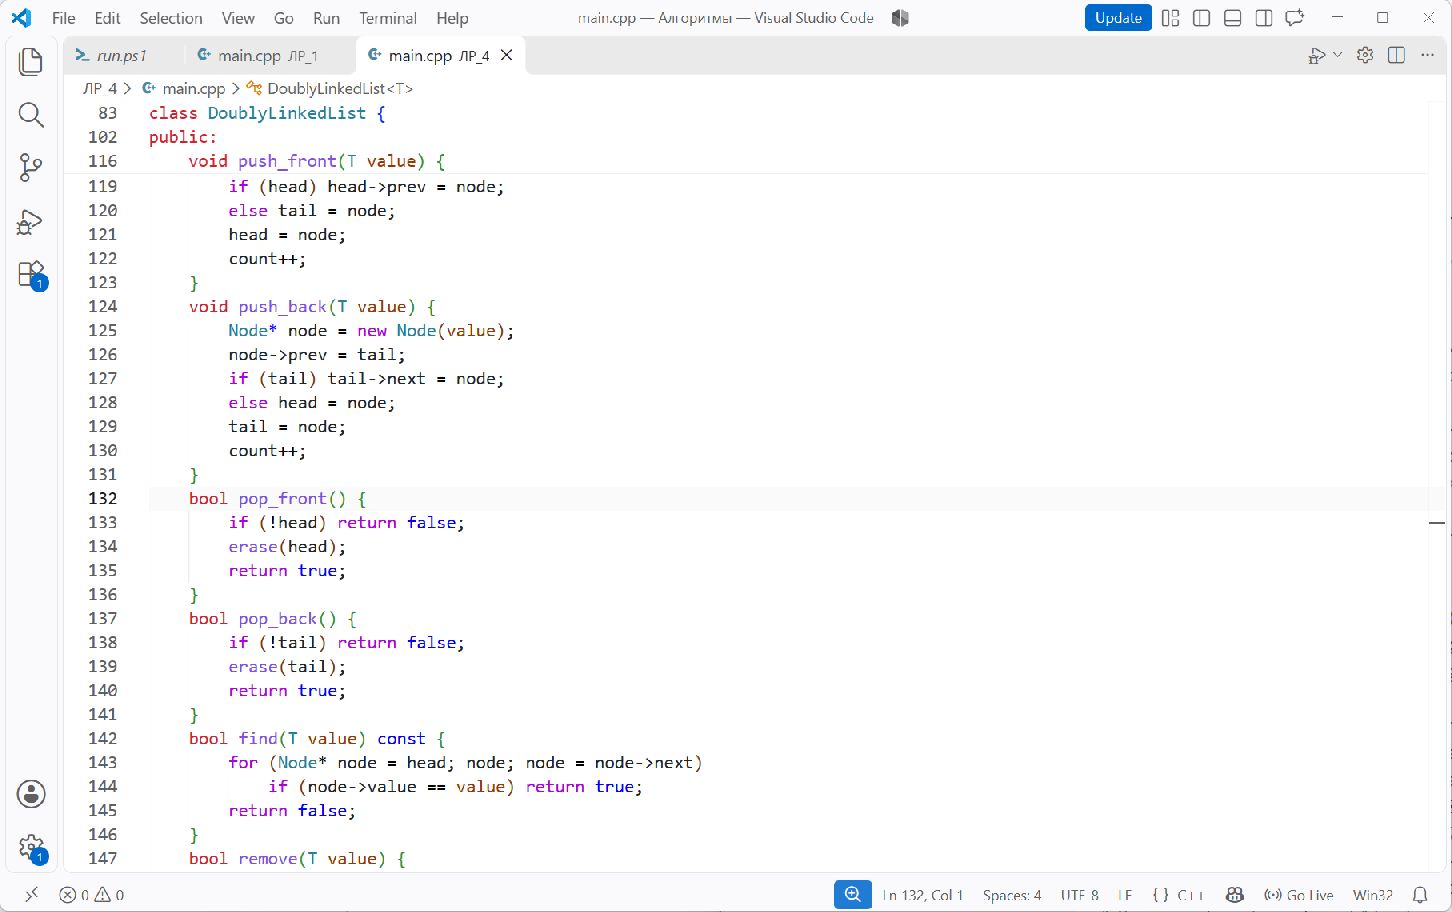 File Edit Selection View Go Run Terminal Help main.cpp — Алгоритмы — Visual Studio Code Update
run.ps1 main.cpp ЛР_1 main.cpp ЛР_4
ЛР_4 > main.cpp > DoublyLinkedList<T>
83 class DoublyLinkedList {
102 public:
116 void push_front(T value) {
119 if (head) head->prev = node;
120 else tail = node;
121 head = node;
122 count++;
123 }
124 void push_back(T value) {
125 Node* node = new Node(value);
126 node->prev = tail;
127 if (tail) tail->next = node;
128 else head = node;
129 tail = node;
130 count++;
131 }
132 bool pop_front() {
133 if (!head) return false;
134 erase(head);
135 return true;
136 }
137 bool pop_back() {
138 if (!tail) return false;
139 erase(tail);
140 return true;
141 }
142 bool find(T value) const {
143 for (Node* node = head; node; node = node->next)
144 if (node->value == value) return true;
145 return false;
146 }
147 bool remove(T value) {
1
1
0 0 Ln 132, Col 1 Spaces: 4 UTF-8 LF {} C++ Go Live Win32